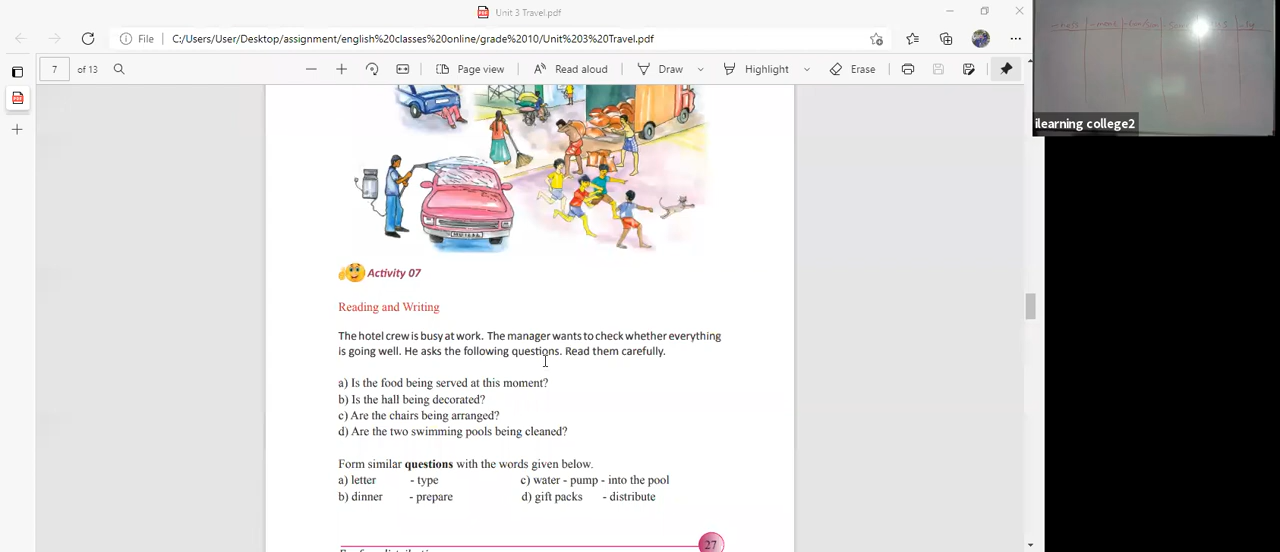 Unit 3 Travel.pdf
File C:/Users/User/Desktop/assignment/english%20classes%20online/grade%2010/Unit%203%20Travel.pdf
7 of 13 Page view Read aloud Draw Highlight Erase
ilearning college2
Activity 07
Reading and Writing
The hotel crew is busy at work. The manager wants to check whether everything
is going well. He asks the following questions. Read them carefully.
a) Is the food being served at this moment?
b) Is the hall being decorated?
c) Are the chairs being arranged?
d) Are the two swimming pools being cleaned?
Form similar questions with the words given below.
a) letter - type c) water - pump - into the pool
b) dinner - prepare d) gift packs - distribute
27